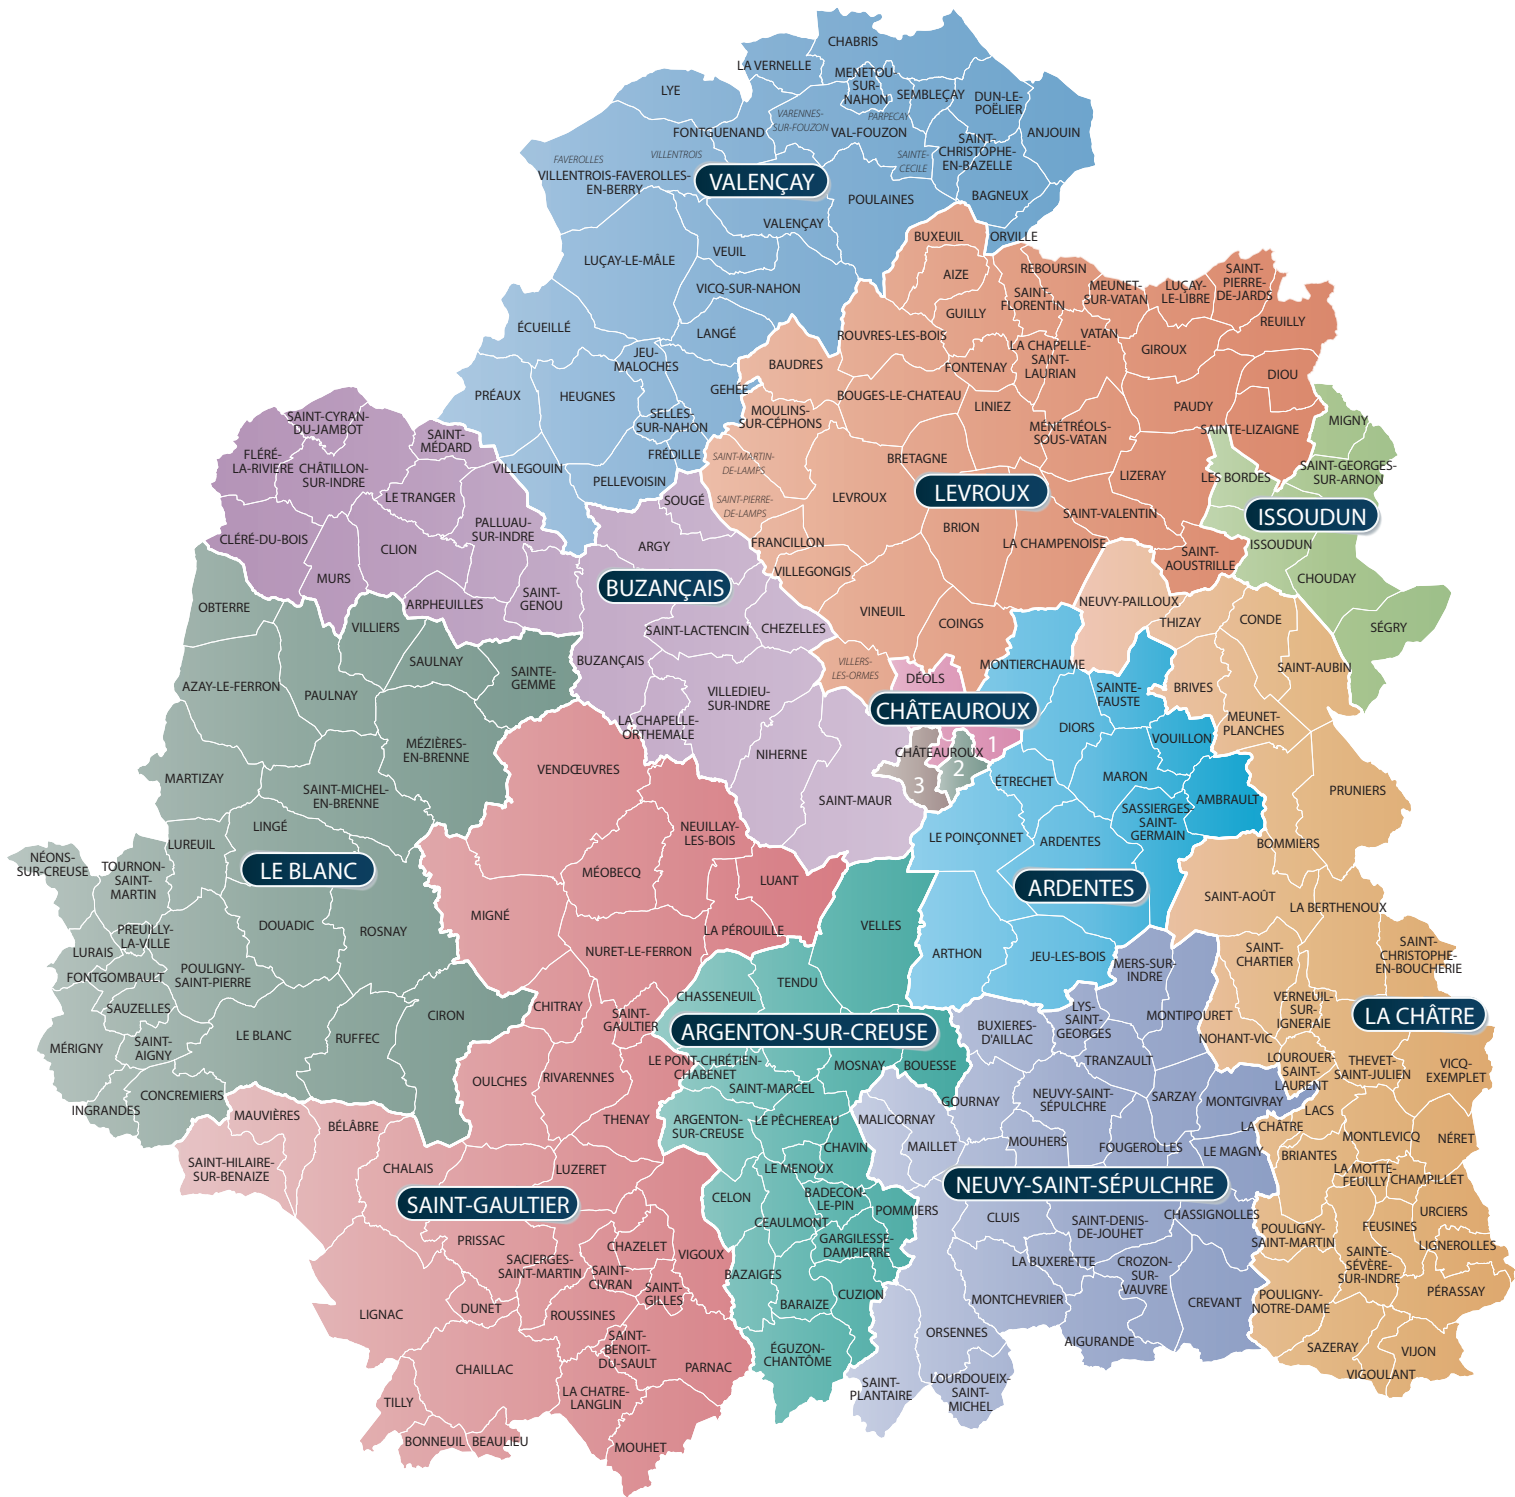 CHABRIS
LA VERNELLE
MENETOU-
SUR-
NAHON
LYE
SEMBLEÇAY
DUN-LE-
POËLIER
VARENNES-
SUR-FOUZON
PARPECAY
FONTGUENAND
VAL-FOUZON
ANJOUIN
SAINT-
CHRISTOPHE-
EN-BAZELLE
FAVEROLLES
VILLENTROIS
SAINTE-
CECILE
VILLENTROIS-FAVEROLLES-
EN-BERRY
VALENÇAY
POULAINES
BAGNEUX
VALENÇAY
BUXEUIL
ORVILLE
VEUIL
LUÇAY-LE-MÂLE
AIZE
REBOURSIN
SAINT-
PIERRE-
DE-JARDS
VICQ-SUR-NAHON
SAINT-
FLORENTIN
MEUNET-
SUR-VATAN
LUÇAY-
LE-LIBRE
GUILLY
ÉCUEILLÉ
LANGÉ
ROUVRES-LES-BOIS
VATAN
REUILLY
LA CHAPELLE-
SAINT-
LAURIAN
GIROUX
JEU-
MALOCHES
BAUDRES
FONTENAY
DIOU
PRÉAUX
HEUGNES
GEHÉE
BOUGES-LE-CHATEAU
LINIEZ
PAUDY
MOULINS-
SUR-CÉPHONS
SELLES-
SUR-NAHON
MÉNÉTRÉOLS-
SOUS-VATAN
SAINTE-LIZAIGNE
MIGNY
SAINT-CYRAN-
DU-JAMBOT
SAINT-
MÉDARD
FLÉRÉ-
LA-RIVIERE
CHÂTILLON-
SUR-INDRE
VILLEGOUIN
FRÉDILLE
SAINT-MARTIN-
DE-LAMPS
BRETAGNE
LIZERAY
LES BORDES
SAINT-GEORGES-
SUR-ARNON
PELLEVOISIN
LE TRANGER
SOUGÉ
SAINT-PIERRE-
DE-LAMPS
LEVROUX
LEVROUX
SAINT-VALENTIN
ISSOUDUN
PALLUAU-
SUR-INDRE
BRION
CLÉRÉ-DU-BOIS
CLION
ARGY
FRANCILLON
LA CHAMPENOISE
SAINT-
AOUSTRILLE
ISSOUDUN
MURS
VILLEGONGIS
CHOUDAY
BUZANÇAIS
OBTERRE
ARPHEUILLES
SAINT-
GENOU
VINEUIL
COINGS
NEUVY-PAILLOUX
THIZAY
CONDE
SÉGRY
VILLIERS
SAINT-LACTENCIN
CHEZELLES
SAULNAY
SAINTE-
GEMME
BUZANÇAIS
VILLERS-
LES-ORMES
DÉOLS
MONTIERCHAUME
SAINT-AUBIN
AZAY-LE-FERRON
PAULNAY
VILLEDIEU-
SUR-INDRE
SAINTE-
FAUSTE
BRIVES
CHÂTEAUROUX
LA CHAPELLE-
ORTHEMALE
DIORS
MEUNET-
PLANCHES
MÉZIÈRES-
EN-BRENNE
NIHERNE
CHÂTEAUROUX
1
VOUILLON
VENDŒUVRES
2
MARTIZAY
3
ÉTRECHET
MARON
SAINT-MICHEL-
EN-BRENNE
SAINT-MAUR
AMBRAULT
PRUNIERS
SASSIERGES-
SAINT-
GERMAIN
LINGÉ
NEUILLAY-
LES-BOIS
LE POINÇONNET
ARDENTES
BOMMIERS
LUREUIL
NÉONS-
SUR-CREUSE
TOURNON-
SAINT-
MARTIN
LE BLANC
MÉOBECQ
LUANT
ARDENTES
SAINT-AOÛT
LA BERTHENOUX
MIGNÉ
DOUADIC
ROSNAY
VELLES
PREUILLY-
LA-VILLE
LA PÉROUILLE
LURAIS
NURET-LE-FERRON
ARTHON
JEU-LES-BOIS
MERS-SUR-
INDRE
SAINT-
CHARTIER
SAINT-
CHRISTOPHE-
EN-BOUCHERIE
FONTGOMBAULT
POULIGNY-
SAINT-PIERRE
TENDU
CHASSENEUIL
SAUZELLES
CHITRAY
SAINT-
GAULTIER
VERNEUIL-
SUR-
IGNERAIE
LYS-
SAINT-
GEORGES
MONTIPOURET
LA CHÂTRE
CIRON
ARGENTON-SUR-CREUSE
BUXIERES-
D'AILLAC
LE BLANC
RUFFEC
NOHANT-VIC
MÉRIGNY
SAINT-
AIGNY
LE PONT-CHRÉTIEN-
CHABENET
MOSNAY
BOUESSE
TRANZAULT
LOUROUER-
SAINT-
LAURENT
THEVET-
SAINT-JULIEN
VICQ-
EXEMPLET
OULCHES
RIVARENNES
SAINT-MARCEL
CONCREMIERS
GOURNAY
NEUVY-SAINT-
SÉPULCHRE
SARZAY
MONTGIVRAY
INGRANDES
MAUVIÈRES
BÉLÂBRE
THENAY
ARGENTON-
SUR-CREUSE
LE PÊCHEREAU
MALICORNAY
LACS
LA CHÂTRE
CHAVIN
MAILLET
MOUHERS
FOUGEROLLES
LE MAGNY
MONTLEVICQ
NÉRET
BRIANTES
SAINT-HILAIRE-
SUR-BENAIZE
CHALAIS
LUZERET
LE MENOUX
LA MOTTE-
FEUILLY
CHAMPILLET
NEUVY-SAINT-SÉPULCHRE
SAINT-GAULTIER
CELON
BADECON-
LE-PIN
POMMIERS
CLUIS
SAINT-DENIS-
DE-JOUHET
CHASSIGNOLLES
URCIERS
CEAULMONT
POULIGNY-
SAINT-MARTIN
FEUSINES
PRISSAC
CHAZELET
VIGOUX
GARGILESSE-
DAMPIERRE
LIGNEROLLES
SACIERGES-
SAINT-MARTIN
SAINT-
CIVRAN
LA BUXERETTE
CROZON-
SUR-
VAUVRE
SAINTE-
SÉVÈRE-
SUR-INDRE
BAZAIGES
SAINT-
GILLES
CUZION
PÉRASSAY
DUNET
BARAIZE
MONTCHEVRIER
CREVANT
POULIGNY-
NOTRE-DAME
LIGNAC
ROUSSINES
ORSENNES
AIGURANDE
SAINT-
BENOIT-
DU-SAULT
ÉGUZON-
CHANTÔME
SAZERAY
VIJON
CHAILLAC
PARNAC
VIGOULANT
SAINT-
PLANTAIRE
LOURDOUEIX-
SAINT-
MICHEL
TILLY
LA CHATRE-
LANGLIN
BONNEUIL
BEAULIEU
MOUHET